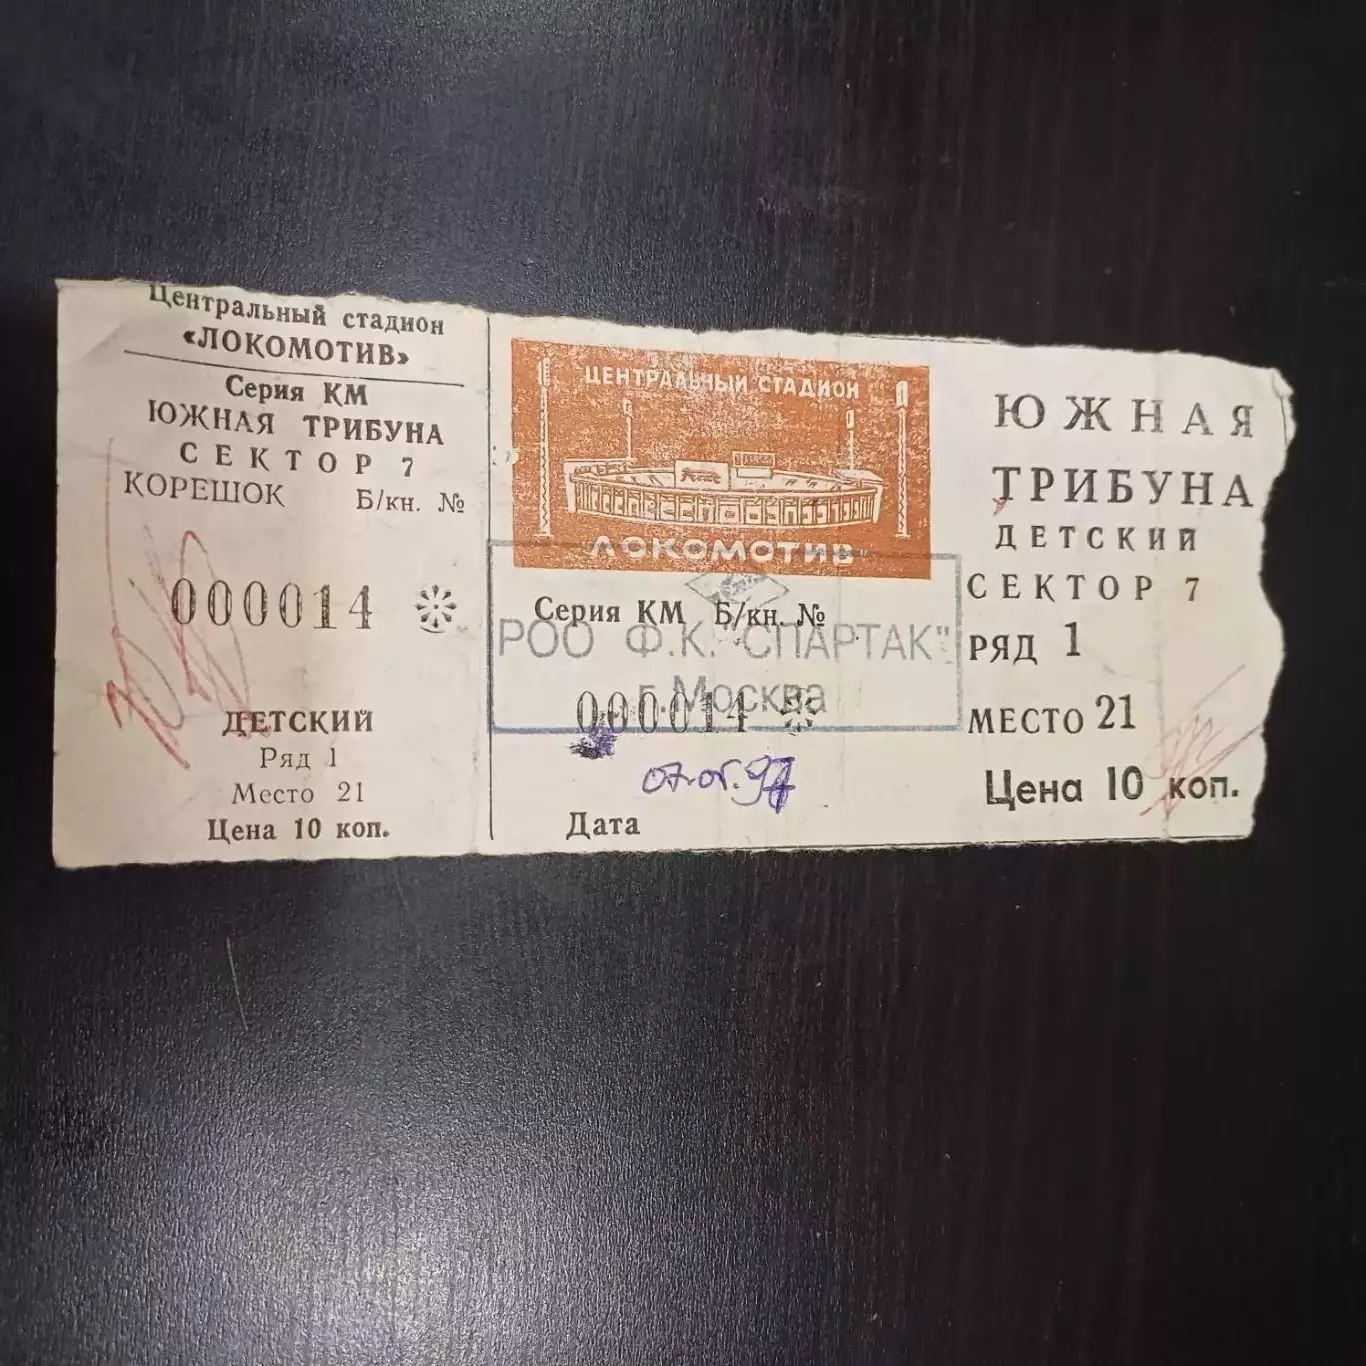 Центральный стадион
«ЛОКОМОТИВ»
Серия КМ
ЮЖНАЯ ТРИБУНА
СЕКТОР 7
КОРЕШОК Б/кн. №
000014
ДЕТСКИЙ
Ряд 1
Место 21
Цена 10 коп.
ЦЕНТРАЛЬНЫЙ СТАДИОН
ЛОКОМОТИВ
Серия КМ Б/кн. №
РОО Ф.К. СПАРТАК"
г. Москва
000014
Дата
ЮЖНАЯ
ТРИБУНА
ДЕТСКИЙ
СЕКТОР 7
РЯД 1
МЕСТО 21
Цена 10 коп.